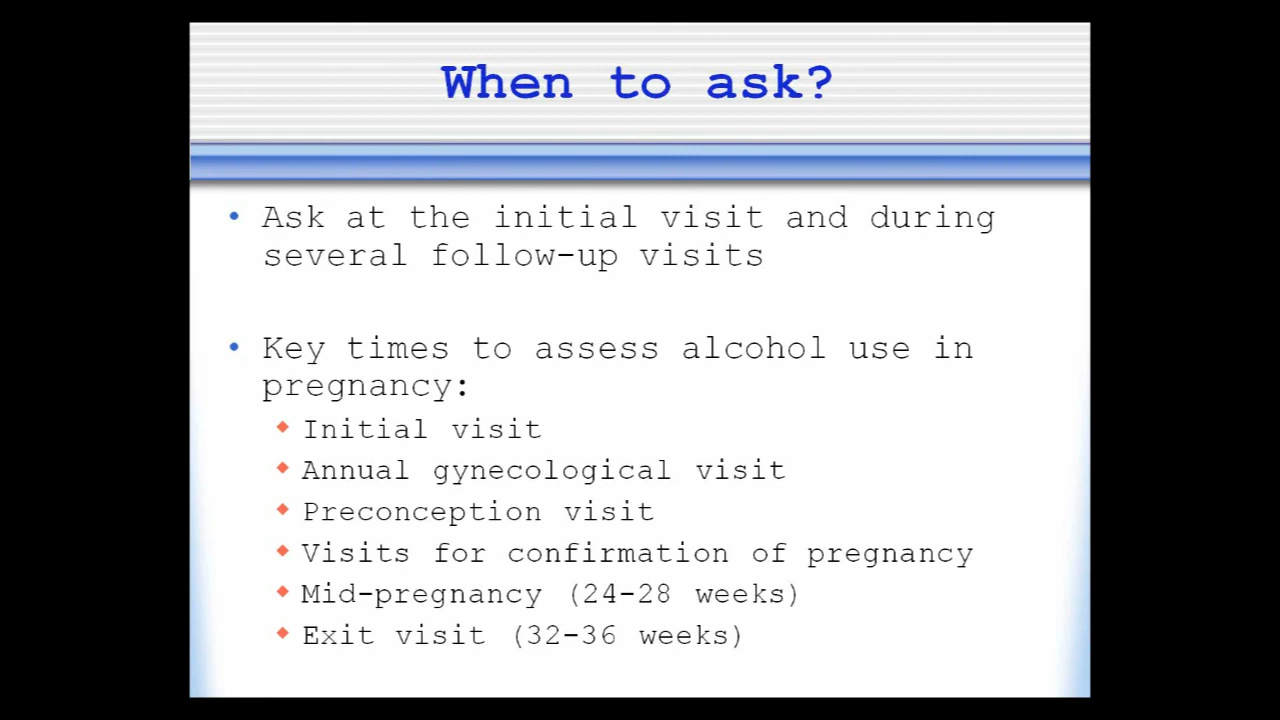 When to ask?
• Ask at the initial visit and during
several follow-up visits
• Key times to assess alcohol use in
pregnancy:
◆ Initial visit
◆ Annual gynecological visit
◆ Preconception visit
◆ Visits for confirmation of pregnancy
◆ Mid-pregnancy (24-28 weeks)
◆ Exit visit (32-36 weeks)